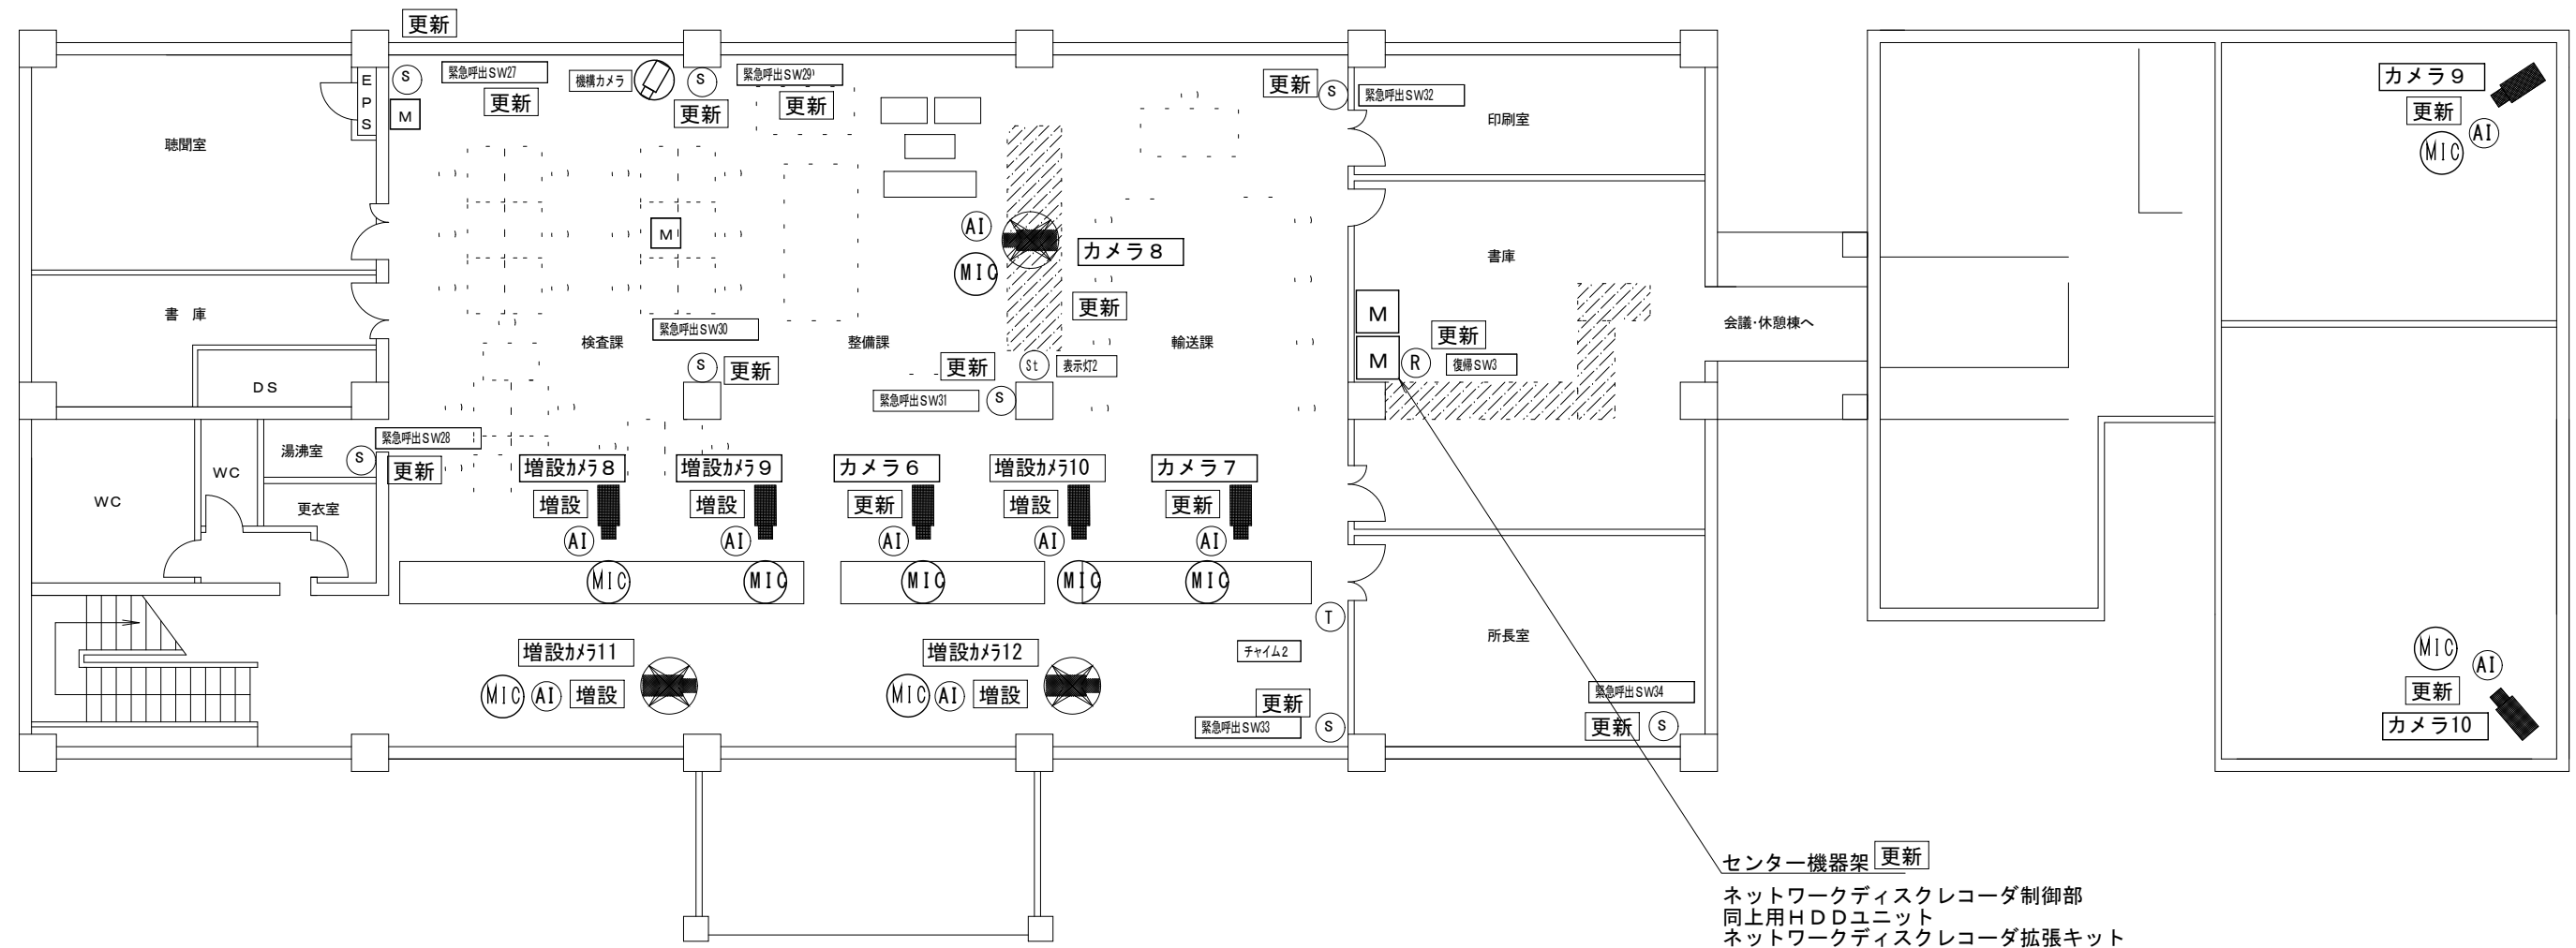 更新
EPS
S
M
緊急呼出SW27
更新
機構カメラ
S
更新
緊急呼出SW29
更新
更新
S
緊急呼出SW32
印刷室
カメラ9
更新
AI
MIC
聴聞室
M
AI
MIC
カメラ8
更新
書庫
書 庫
M
M
R
更新
復帰SW3
会議・休憩棟へ
検査課
緊急呼出SW30
S
更新
整備課
更新
St
表示灯2
緊急呼出SW31
S
輸送課
DS
湯沸室
S
緊急呼出SW28
更新
WC
WC
更衣室
増設カメラ8
増設
AI
MIC
増設カメラ9
増設
AI
MIC
カメラ6
更新
AI
MIC
増設カメラ10
増設
AI
MIC
カメラ7
更新
AI
MIC
T
所長室
増設カメラ11
MIC
AI
増設
増設カメラ12
MIC
AI
増設
チャイム2
更新
緊急呼出SW33
S
緊急呼出SW34
更新
S
MIC
AI
更新
カメラ10
センター機器架 更新
ネットワークディスクレコーダ制御部
同上用HDDユニット
ネットワークディスクレコーダ拡張キット